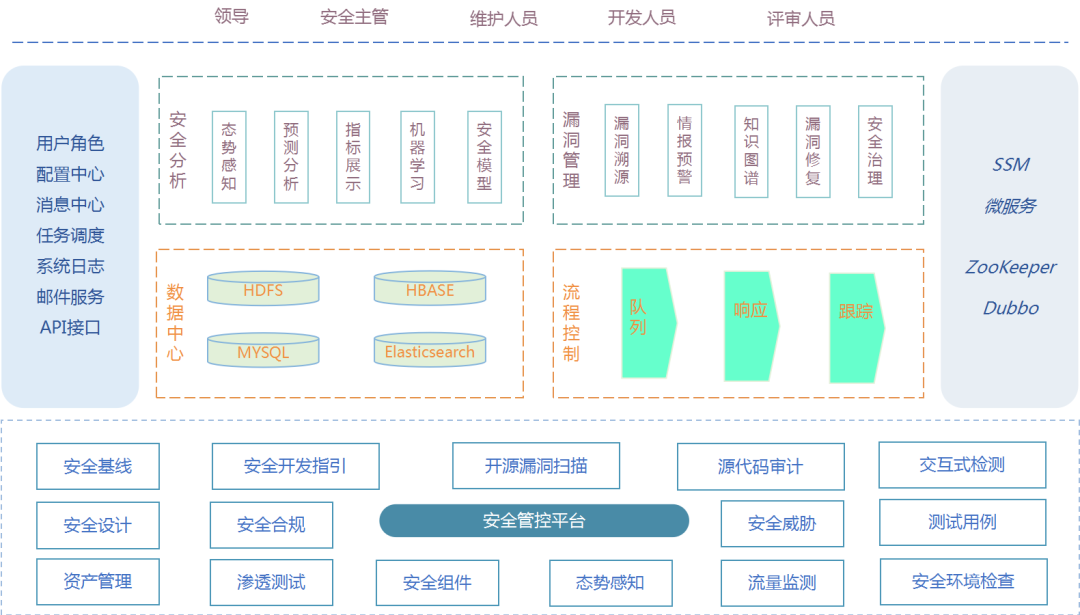 领导
安全主管
维护人员
开发人员
评审人员
用户角色
配置中心
消息中心
任务调度
系统日志
邮件服务
API接口
安全分析
态势感知
预测分析
指标展示
机器学习
安全模型
漏洞管理
漏洞溯源
情报预警
知识图谱
漏洞修复
安全治理
数据中心
HDFS
HBASE
MYSQL
Elasticsearch
流程控制
队列
响应
跟踪
SSM
微服务
ZooKeeper
Dubbo
安全基线
安全开发指引
开源漏洞扫描
源代码审计
交互式检测
安全设计
安全合规
安全管控平台
安全威胁
测试用例
资产管理
渗透测试
安全组件
态势感知
流量监测
安全环境检查